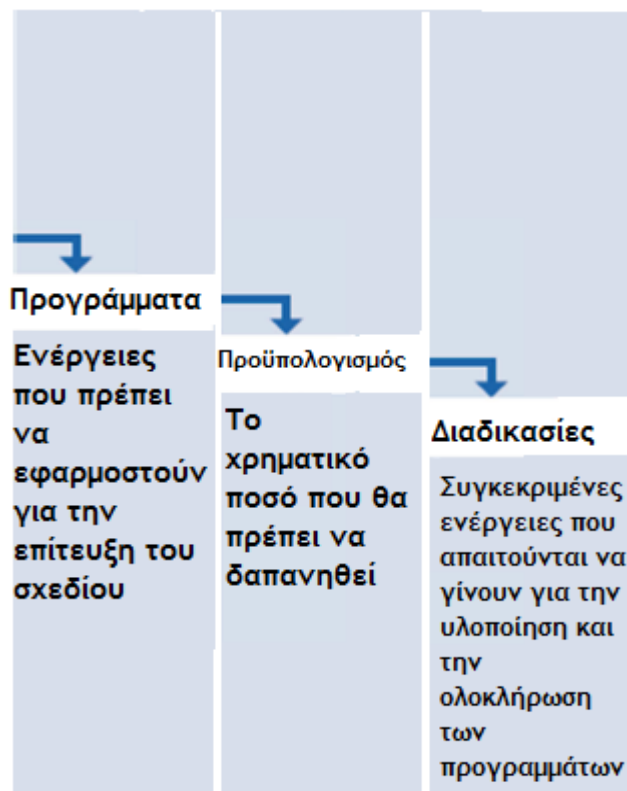 Προγράμματα
Ενέργειες
που πρέπει
να
εφαρμοστούν
για την
επίτευξη του
σχεδίου
Προϋπολογισμός
Το
χρηματικό
ποσό που θα
πρέπει να
δαπανηθεί
Διαδικασίες
Συγκεκριμένες
ενέργειες που
απαιτούνται να
γίνουν για την
υλοποίηση και
την
ολοκλήρωση
των
προγραμμάτων